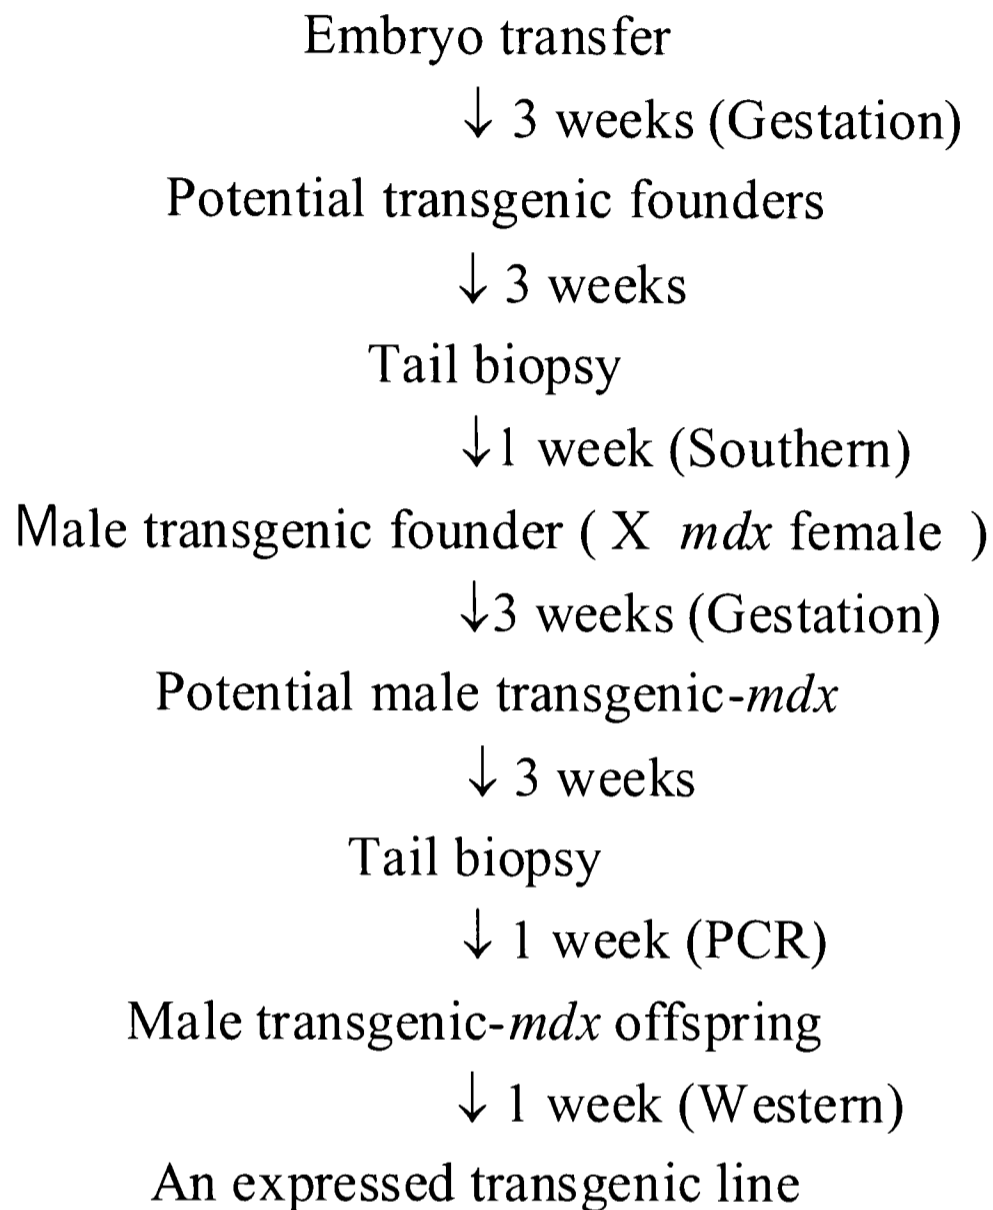 Embryo transfer
↓ 3 weeks (Gestation)
Potential transgenic founders
↓ 3 weeks
Tail biopsy
↓1 week (Southern)
Male transgenic founder ( X mdx female )
↓3 weeks (Gestation)
Potential male transgenic-mdx
↓ 3 weeks
Tail biopsy
↓ 1 week (PCR)
Male transgenic-mdx offspring
↓ 1 week (Western)
An expressed transgenic line